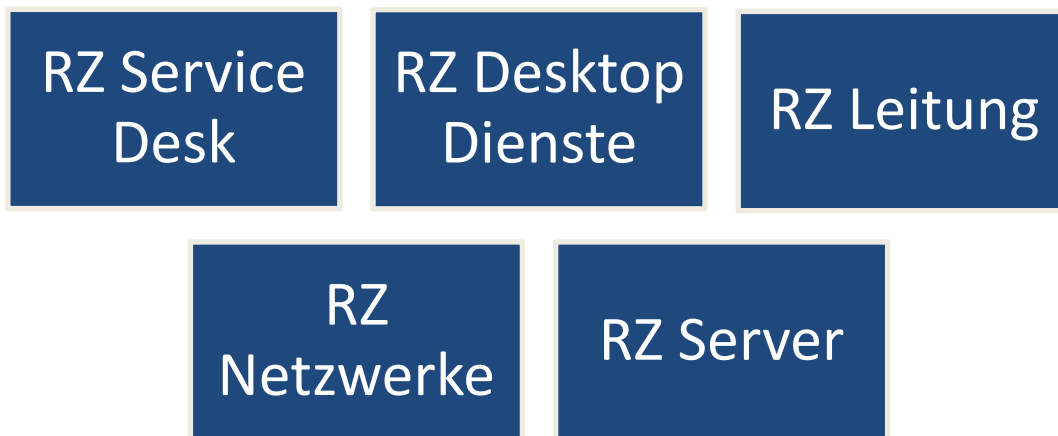 RZ Service
Desk
RZ Desktop
Dienste
RZ Leitung
RZ
Netzwerke
RZ Server